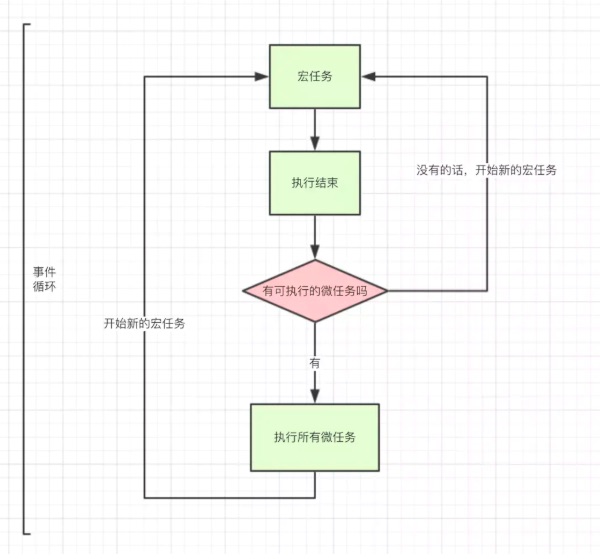 宏任务
没有的话，开始新的宏任务
执行结束
事件
循环
有可执行的微任务吗
开始新的宏任务
有
执行所有微任务